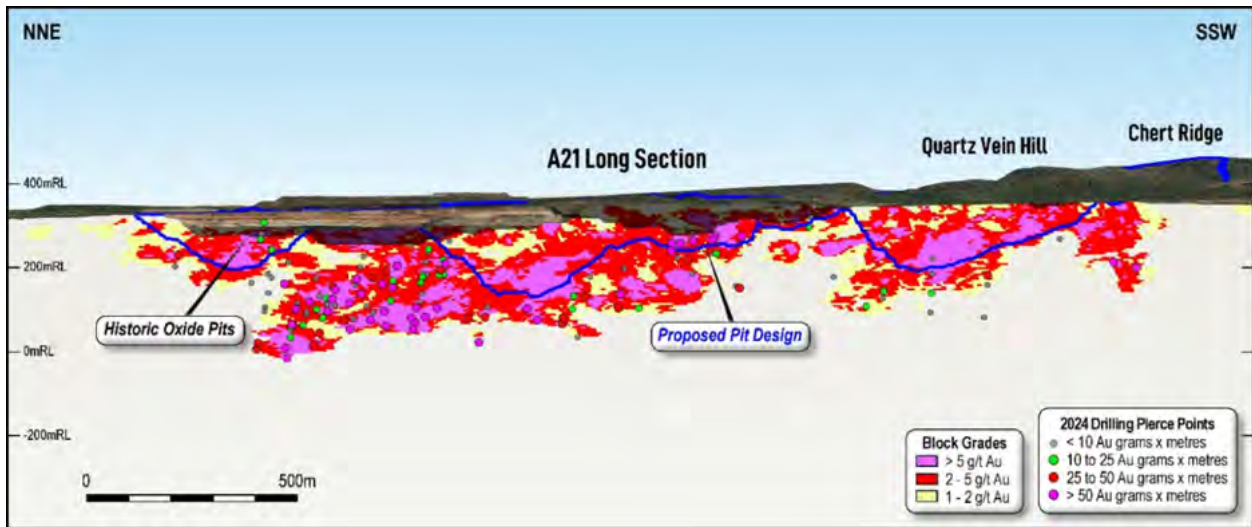 NNE
SSW
Chert Ridge
Quartz Vein Hill
A21 Long Section
400mRL
200mRL
Historic Oxide Pits
Proposed Pit Design
0mRL
-200mRL
0
500m
Block Grades
> 5 g/t Au
2 - 5 g/t Au
1 - 2 g/t Au
2024 Drilling Pierce Points
< 10 Au grams x metres
10 to 25 Au grams x metres
25 to 50 Au grams x metres
> 50 Au grams x metres